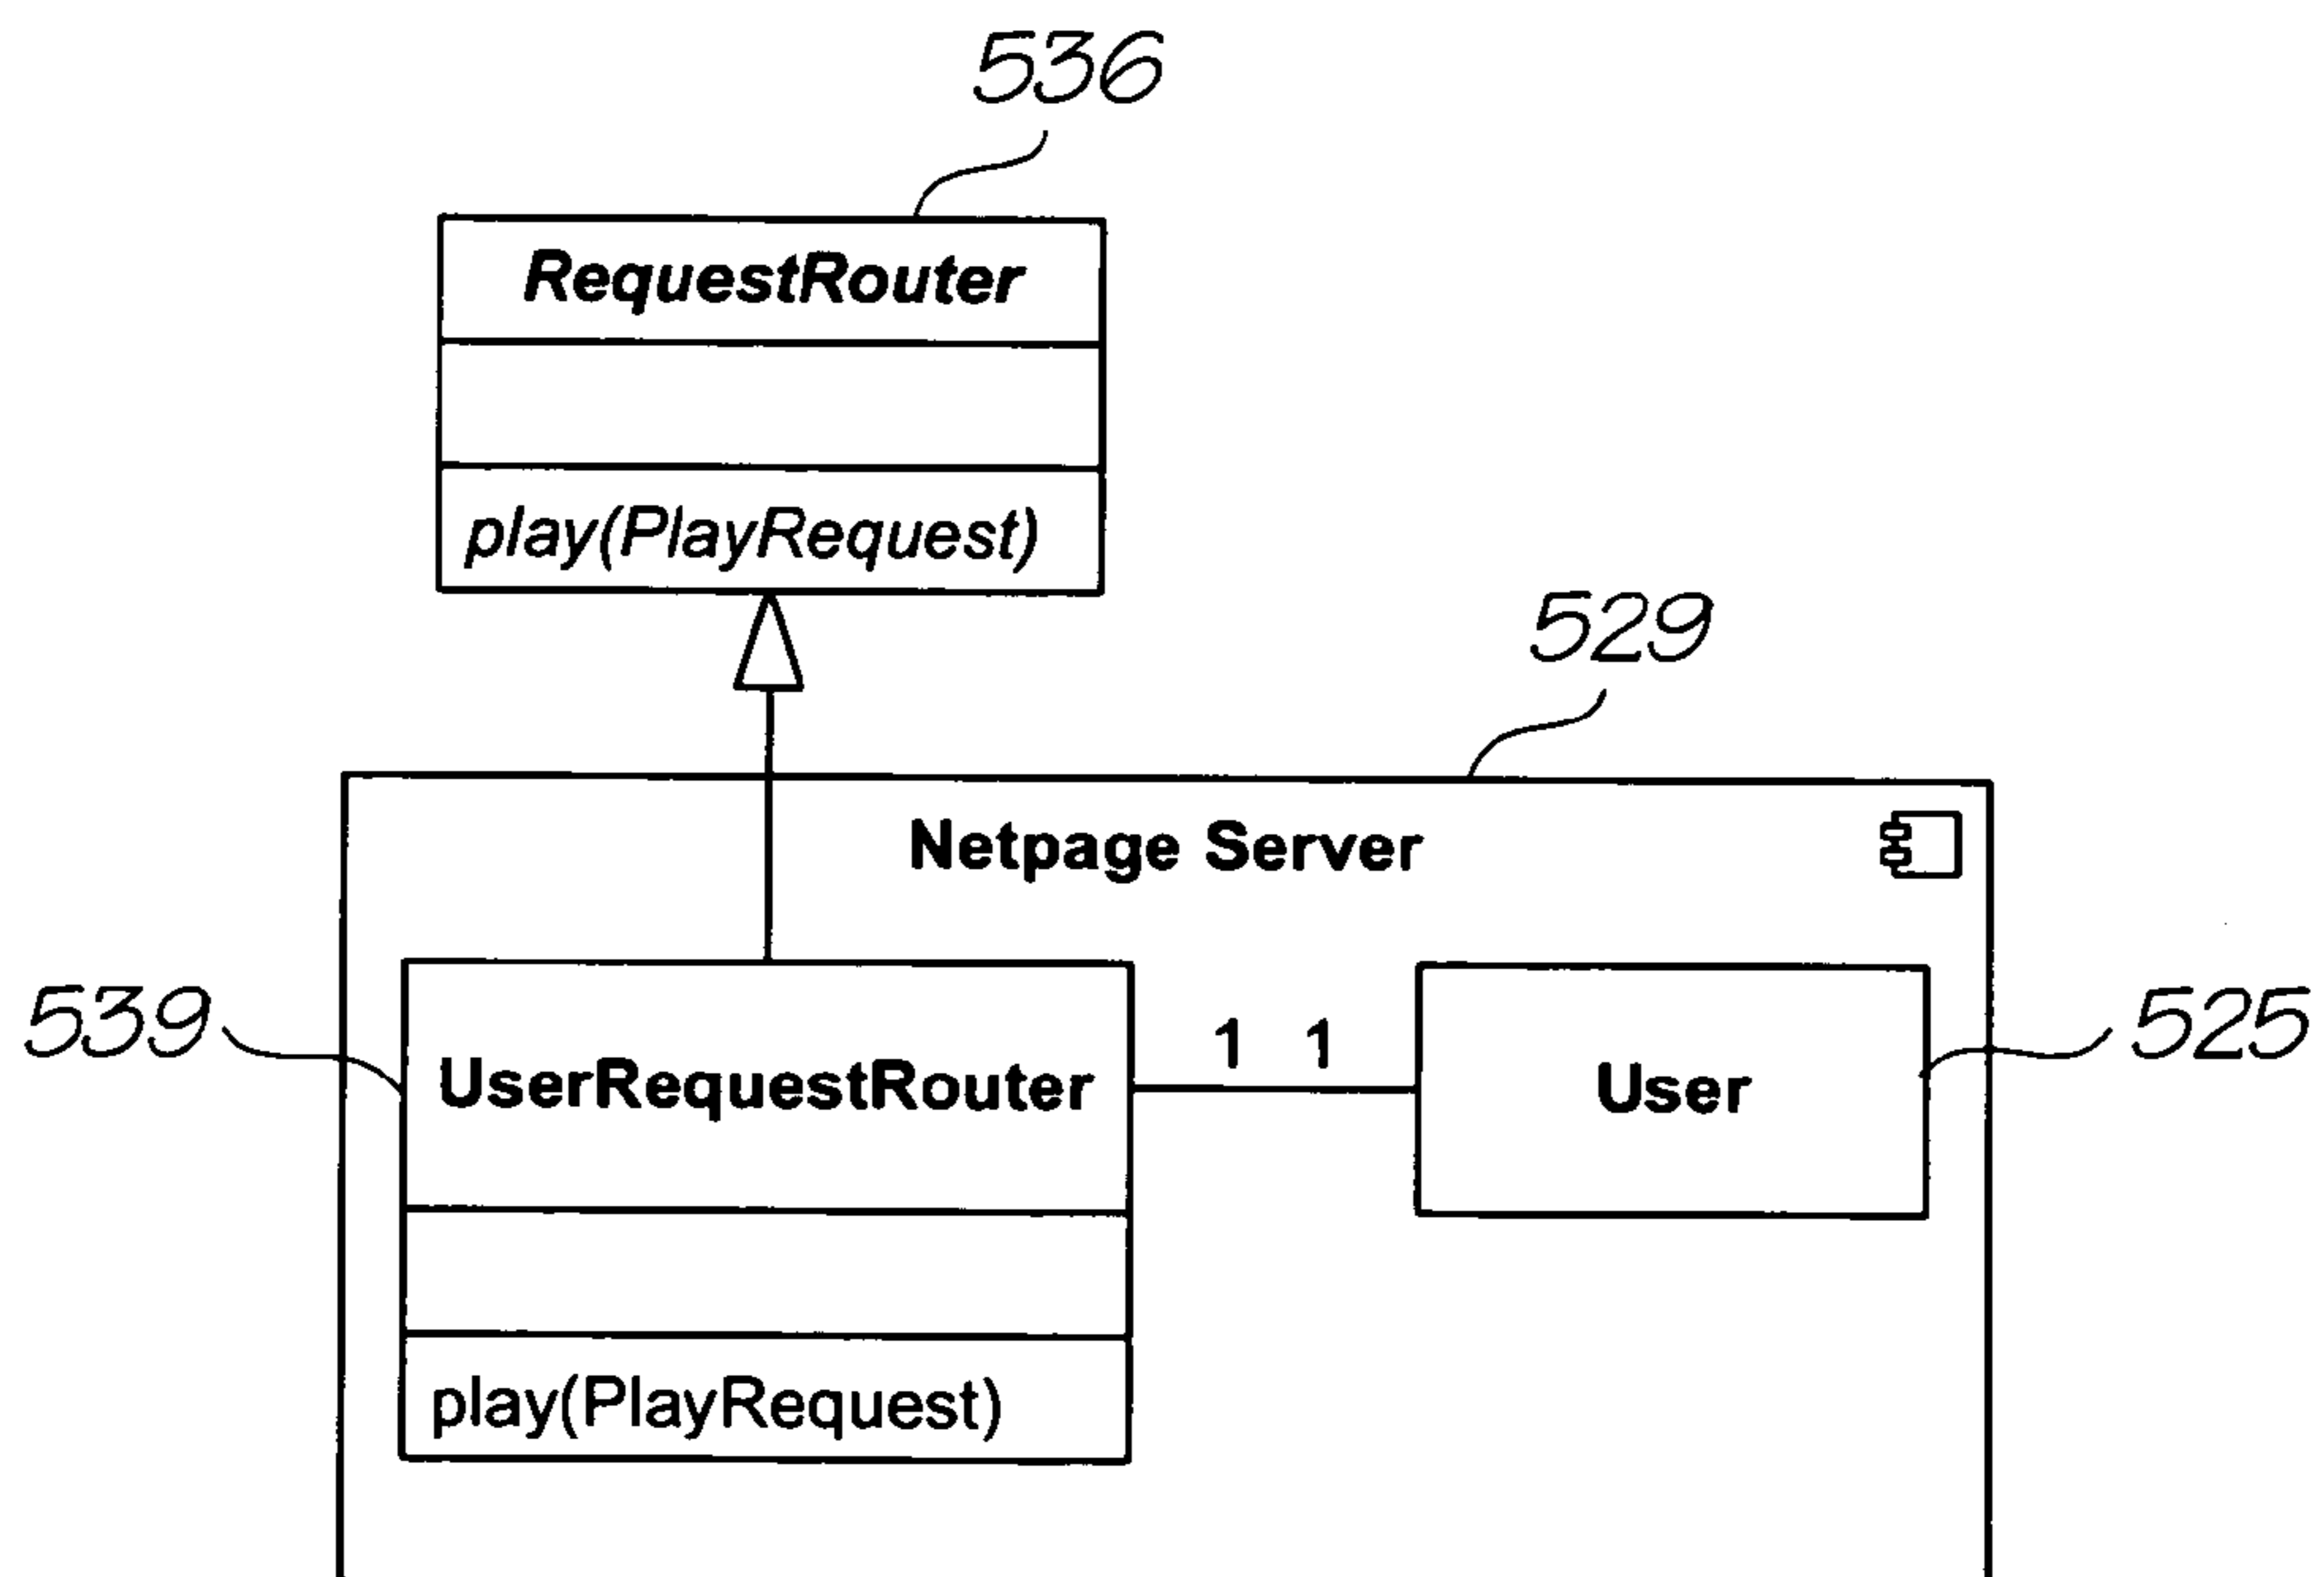 536
RequestRouter
play(PlayRequest)
529
Netpage Server
539
UserRequestRouter
1 1
User
525
play(PlayRequest)